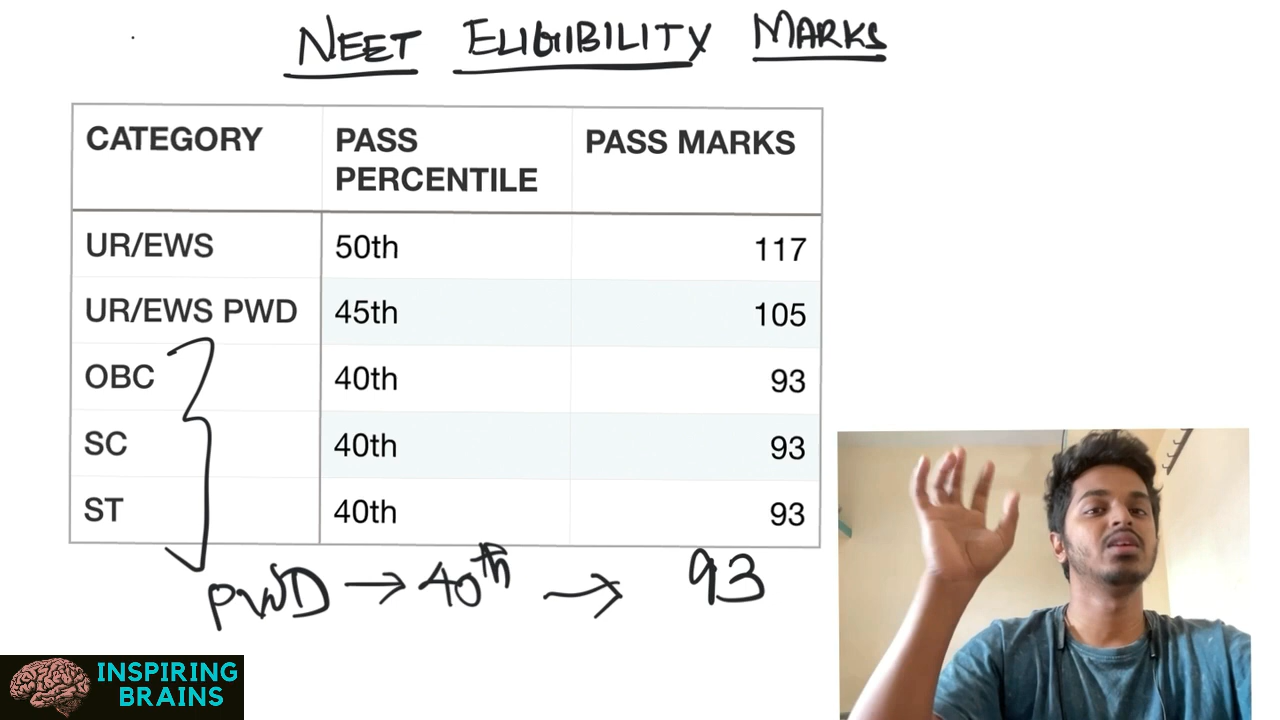 NEET ELIGIBILITY MARKS
CATEGORY PASS PERCENTILE PASS MARKS
UR/EWS 50th 117
UR/EWS PWD 45th 105
OBC 40th 93
SC 40th 93
ST 40th 93
PWD → 40th → 93
INSPIRING
BRAINS